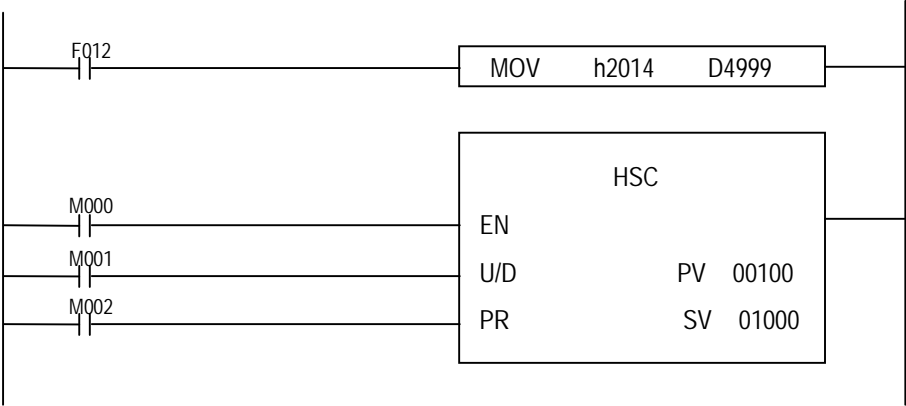 F012
MOV h2014 D4999
HSC
M000
EN
M001
U/D PV 00100
M002
PR SV 01000